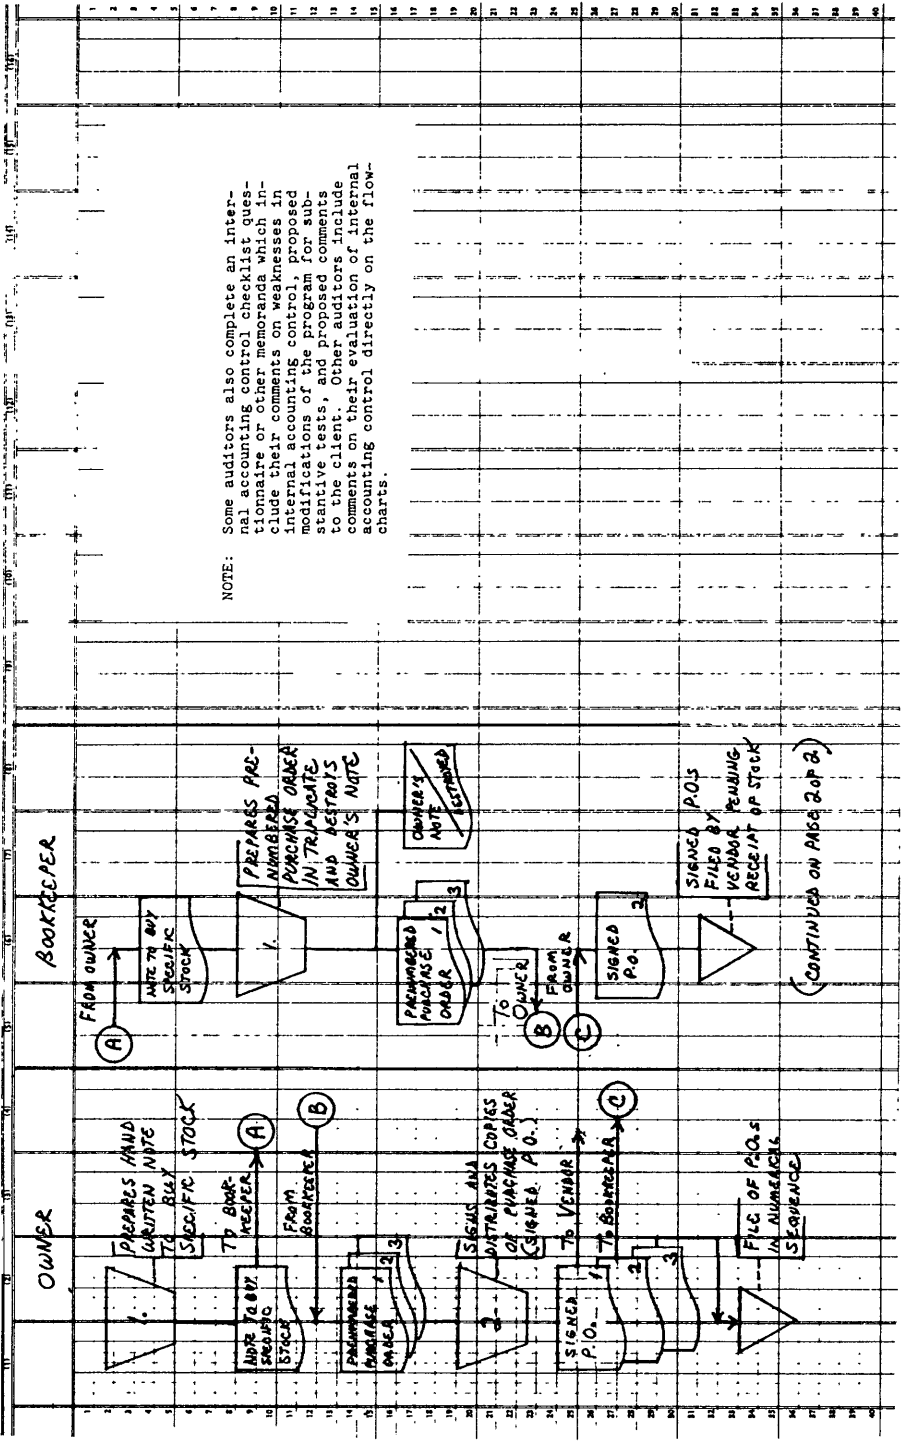 OWNER
PREPARES HAND
WRITTEN NOTE
TO BUY
SPECIFIC STOCK
1.
NOTE TO BUY
SPECIFIC
STOCK
TO BOOK-
KEEPER
A
FROM
BOOKKEEPER
B
PRENUMBERED
PURCHASE
ORDER
1
2
3
SIGNS AND
DISTRIBUTES COPIES
OF PURCHASE ORDER
(SIGNED P.O.)
2
SIGNED
P.O.
1
2
3
TO VENDOR
TO BOOKKEEPER
C
FILE OF P.O.s
IN NUMERICAL
SEQUENCE
BOOKKEEPER
FROM OWNER
A
NOTE TO BUY
SPECIFIC
STOCK
PREPARES PRE-
NUMBERED
PURCHASE ORDER
IN TRIPLICATE
AND DESTROYS
OWNER'S NOTE
1.
PRENUMBERED
PURCHASE
ORDER
1
2
3
OWNER'S
NOTE
DESTROYED
TO
OWNER
B
FROM
OWNER
C
SIGNED
P.O.
2
SIGNED P.O.S
FILED BY
VENDOR PENDING
RECEIPT OF STOCK
(CONTINUED ON PAGE 2 OF 2)
NOTE: Some auditors also complete an inter-
nal accounting control checklist ques-
tionnaire or other memoranda which in-
clude their comments on weaknesses in
internal accounting control, proposed
modifications of the program for sub-
stantive tests, and proposed comments
to the client. Other auditors include
comments on their evaluation of internal
accounting control directly on the flow-
charts.